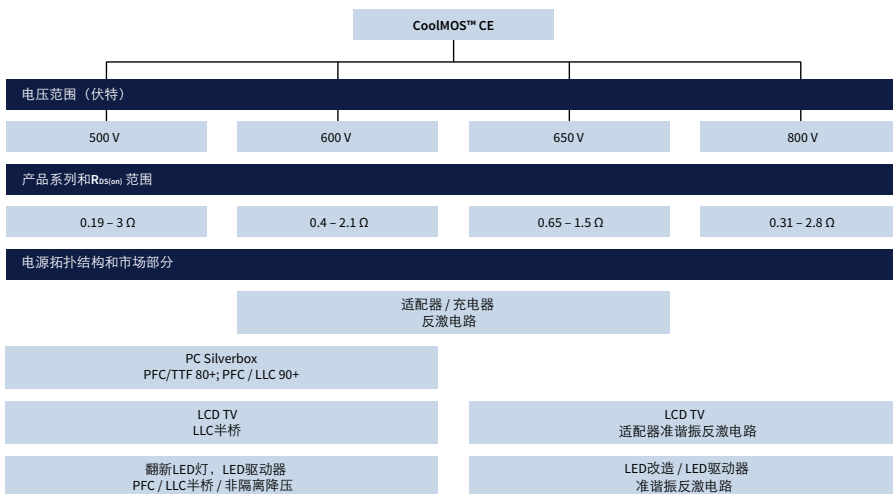 CoolMOS™ CE
电压范围（伏特）
500 V
600 V
650 V
800 V
产品系列和RDS(on) 范围
0.19 – 3 Ω
0.4 – 2.1 Ω
0.65 – 1.5 Ω
0.31 – 2.8 Ω
电源拓扑结构和市场部分
适配器 / 充电器
反激电路
PC Silverbox
PFC/TTF 80+; PFC / LLC 90+
LCD TV
LLC半桥
LCD TV
适配器准谐振反激电路
翻新LED灯，LED驱动器
PFC / LLC半桥 / 非隔离降压
LED改造 / LED驱动器
准谐振反激电路